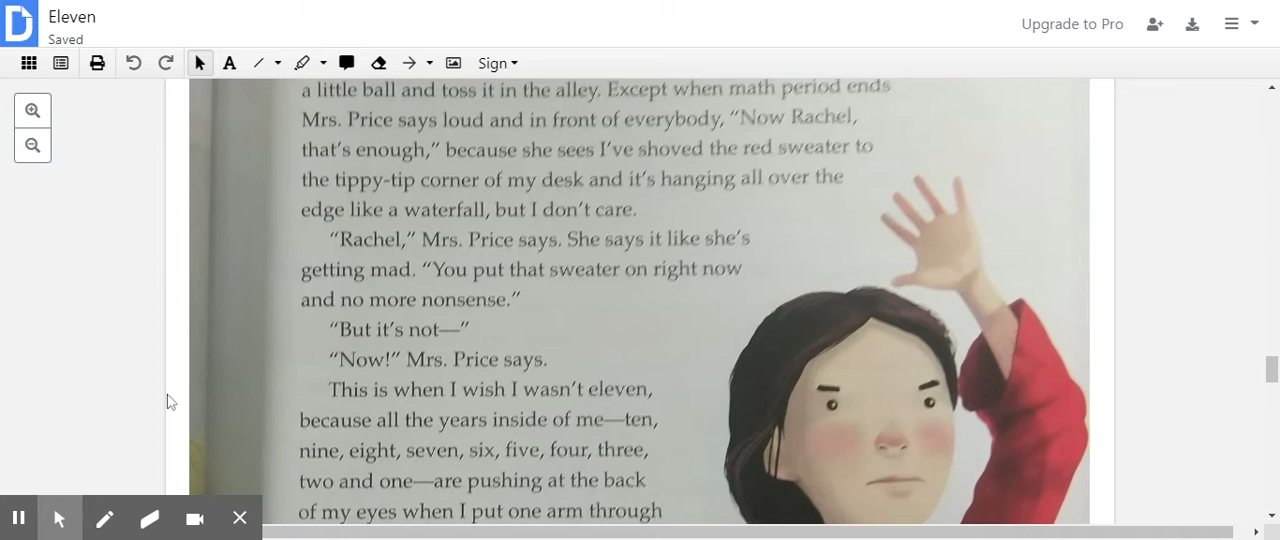 Eleven
Saved
Upgrade to Pro
A
Sign
a little ball and toss it in the alley. Except when math period ends
Mrs. Price says loud and in front of everybody, “Now Rachel,
that’s enough,” because she sees I’ve shoved the red sweater to
the tippy-tip corner of my desk and it’s hanging all over the
edge like a waterfall, but I don’t care.
“Rachel,” Mrs. Price says. She says it like she’s
getting mad. “You put that sweater on right now
and no more nonsense.”
“But it’s not—”
“Now!” Mrs. Price says.
This is when I wish I wasn’t eleven,
because all the years inside of me—ten,
nine, eight, seven, six, five, four, three,
two and one—are pushing at the back
of my eyes when I put one arm through